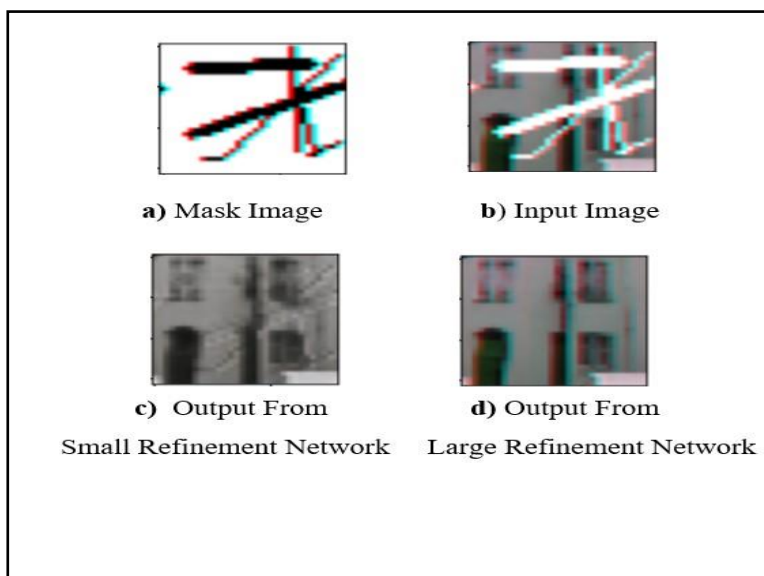 a) Mask Image
b) Input Image
c) Output From
Small Refinement Network
d) Output From
Large Refinement Network